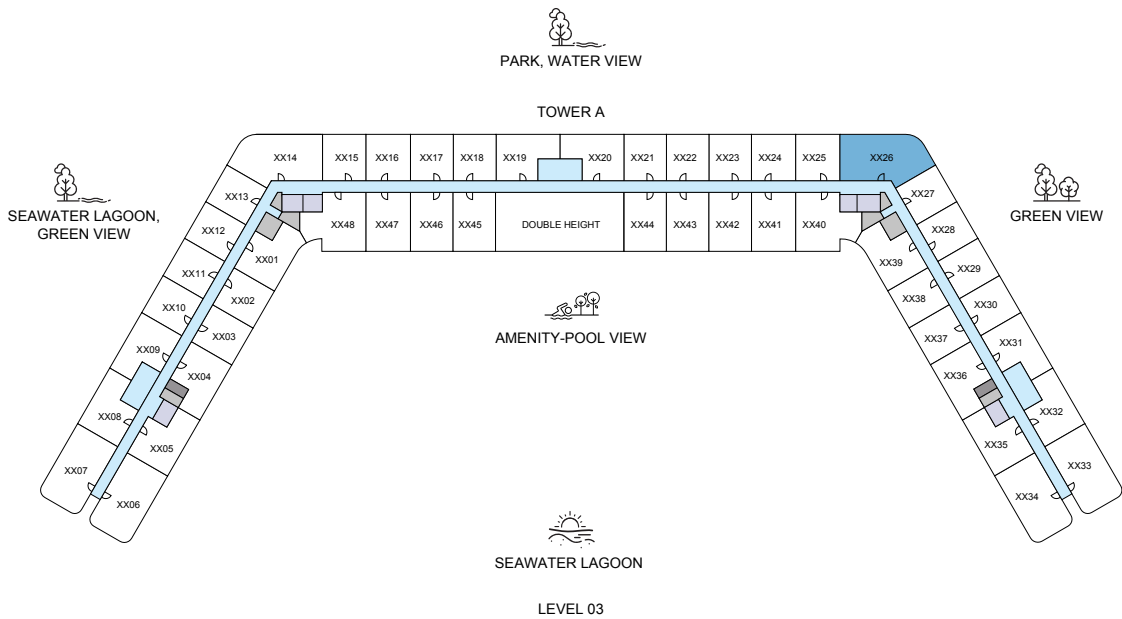 PARK, WATER VIEW
TOWER A
XX14 XX15 XX16 XX17 XX18 XX19 XX20 XX21 XX22 XX23 XX24 XX25 XX26
XX13
XX27
SEAWATER LAGOON,
GREEN VIEW
GREEN VIEW
XX48 XX47 XX46 XX45 DOUBLE HEIGHT XX44 XX43 XX42 XX41 XX40
XX12
XX28
XX01
XX39
XX11
XX29
XX02
XX38
XX10
XX30
XX03
XX37
AMENITY-POOL VIEW
XX09
XX31
XX04
XX36
XX08
XX32
XX05
XX35
XX07
XX33
XX06
XX34
SEAWATER LAGOON
LEVEL 03